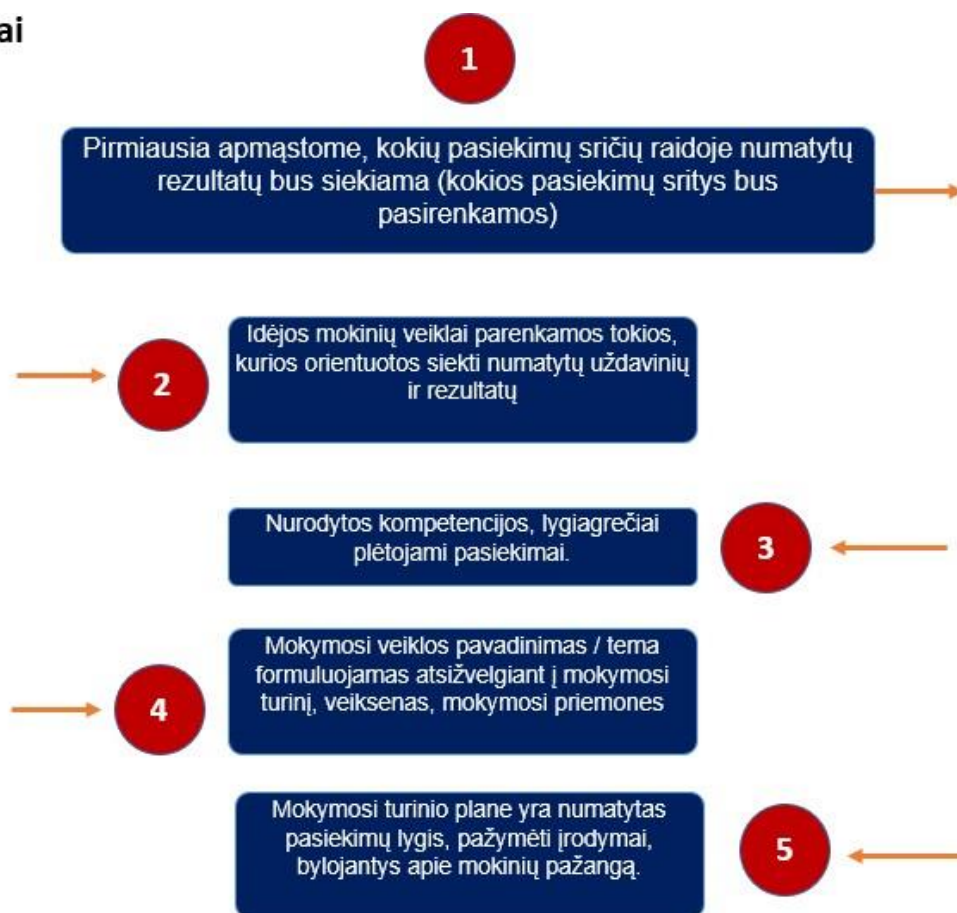 ai
1
Pirmiausia apmąstome, kokių pasiekimų sričių raidoje numatytų
rezultatų bus siekiama (kokios pasiekimų sritys bus
pasirenkamos)
2
Idėjos mokinių veiklai parenkamos tokios,
kurios orientuotos siekti numatytų uždavinių
ir rezultatų
Nurodytos kompetencijos, lygiagrečiai
plėtojami pasiekimai.
3
4
Mokymosi veiklos pavadinimas / tema
formuluojamas atsižvelgiant į mokymosi
turinį, veiksenas, mokymosi priemones
Mokymosi turinio plane yra numatytas
pasiekimų lygis, pažymėti įrodymai,
bylojantys apie mokinių pažangą.
5